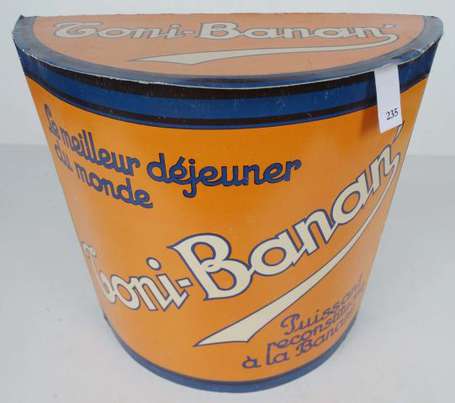 Toni-Banan'
235
Le meilleur déjeuner
du monde
Toni-Banan'
Puissant
reconstituant
à la Banane